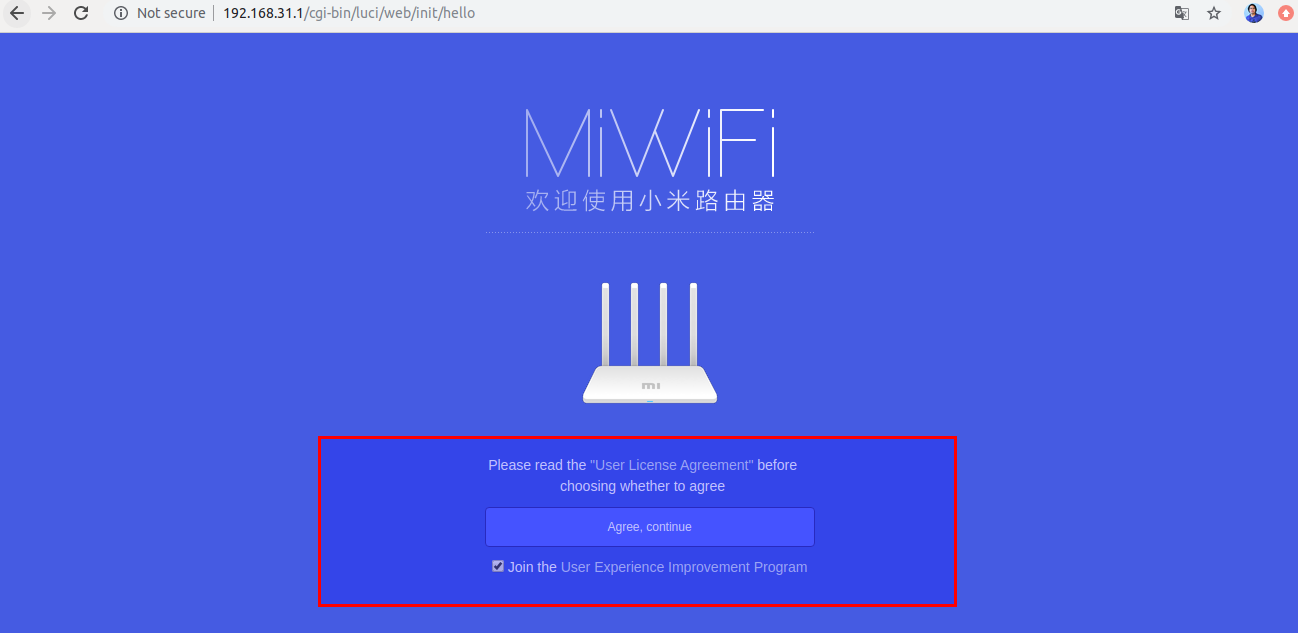 Not secure | 192.168.31.1/cgi-bin/luci/web/init/hello
MiWiFi
欢迎使用小米路由器
mi
Please read the "User License Agreement" before
choosing whether to agree
Agree, continue
Join the User Experience Improvement Program